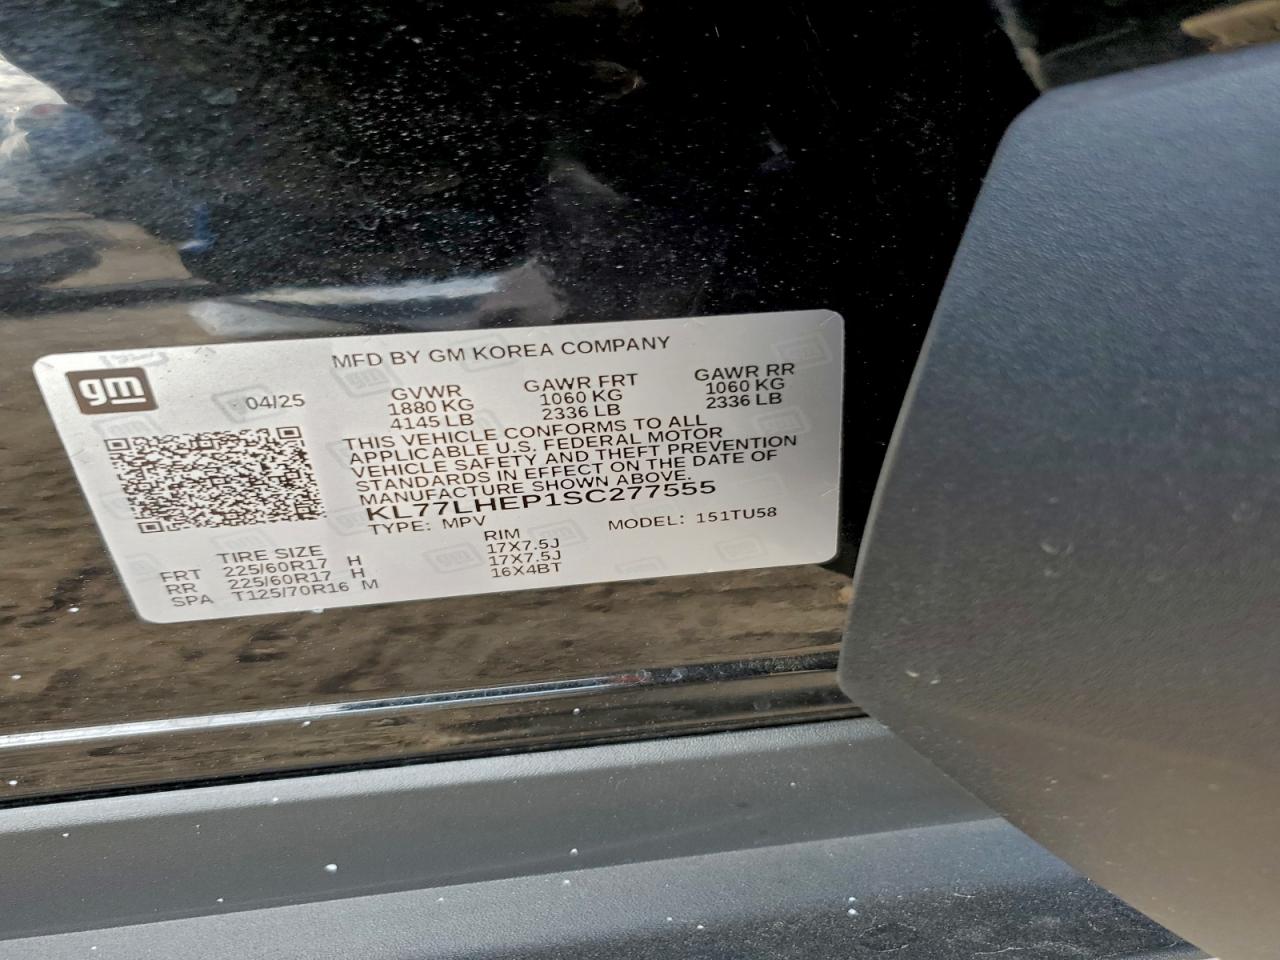 MFD BY GM KOREA COMPANY
gm
04/25
GVWR GAWR FRT GAWR RR
1880 KG 1060 KG 1060 KG
4145 LB 2336 LB 2336 LB
THIS VEHICLE CONFORMS TO ALL
APPLICABLE U.S. FEDERAL MOTOR
VEHICLE SAFETY AND THEFT PREVENTION
STANDARDS IN EFFECT ON THE DATE OF
MANUFACTURE SHOWN ABOVE.
KL77LHEP1SC277555
TYPE: MPV MODEL: 151TU58
TIRE SIZE RIM
FRT 225/60R17 H 17X7.5J
RR 225/60R17 H 17X7.5J
SPA T125/70R16 M 16X4BT